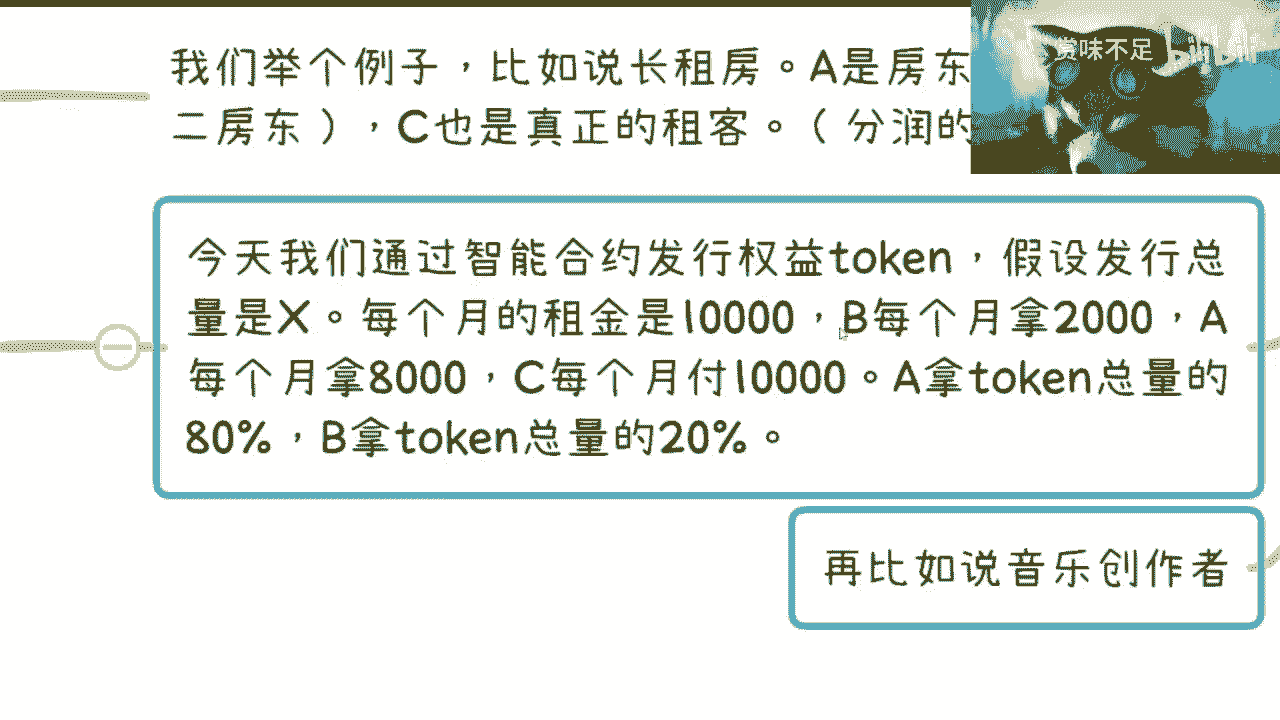 我们举个例子，比如说长租房。A是房东
二房东），C也是真正的租客。（分润的
赏味不足 bilibili
今天我们通过智能合约发行权益token，假设发行总
量是X。每个月的租金是10000，B每个月拿2000，A
每个月拿8000，C每个月付10000。A拿token总量的
80%，B拿token总量的20%。
再比如说音乐创作者